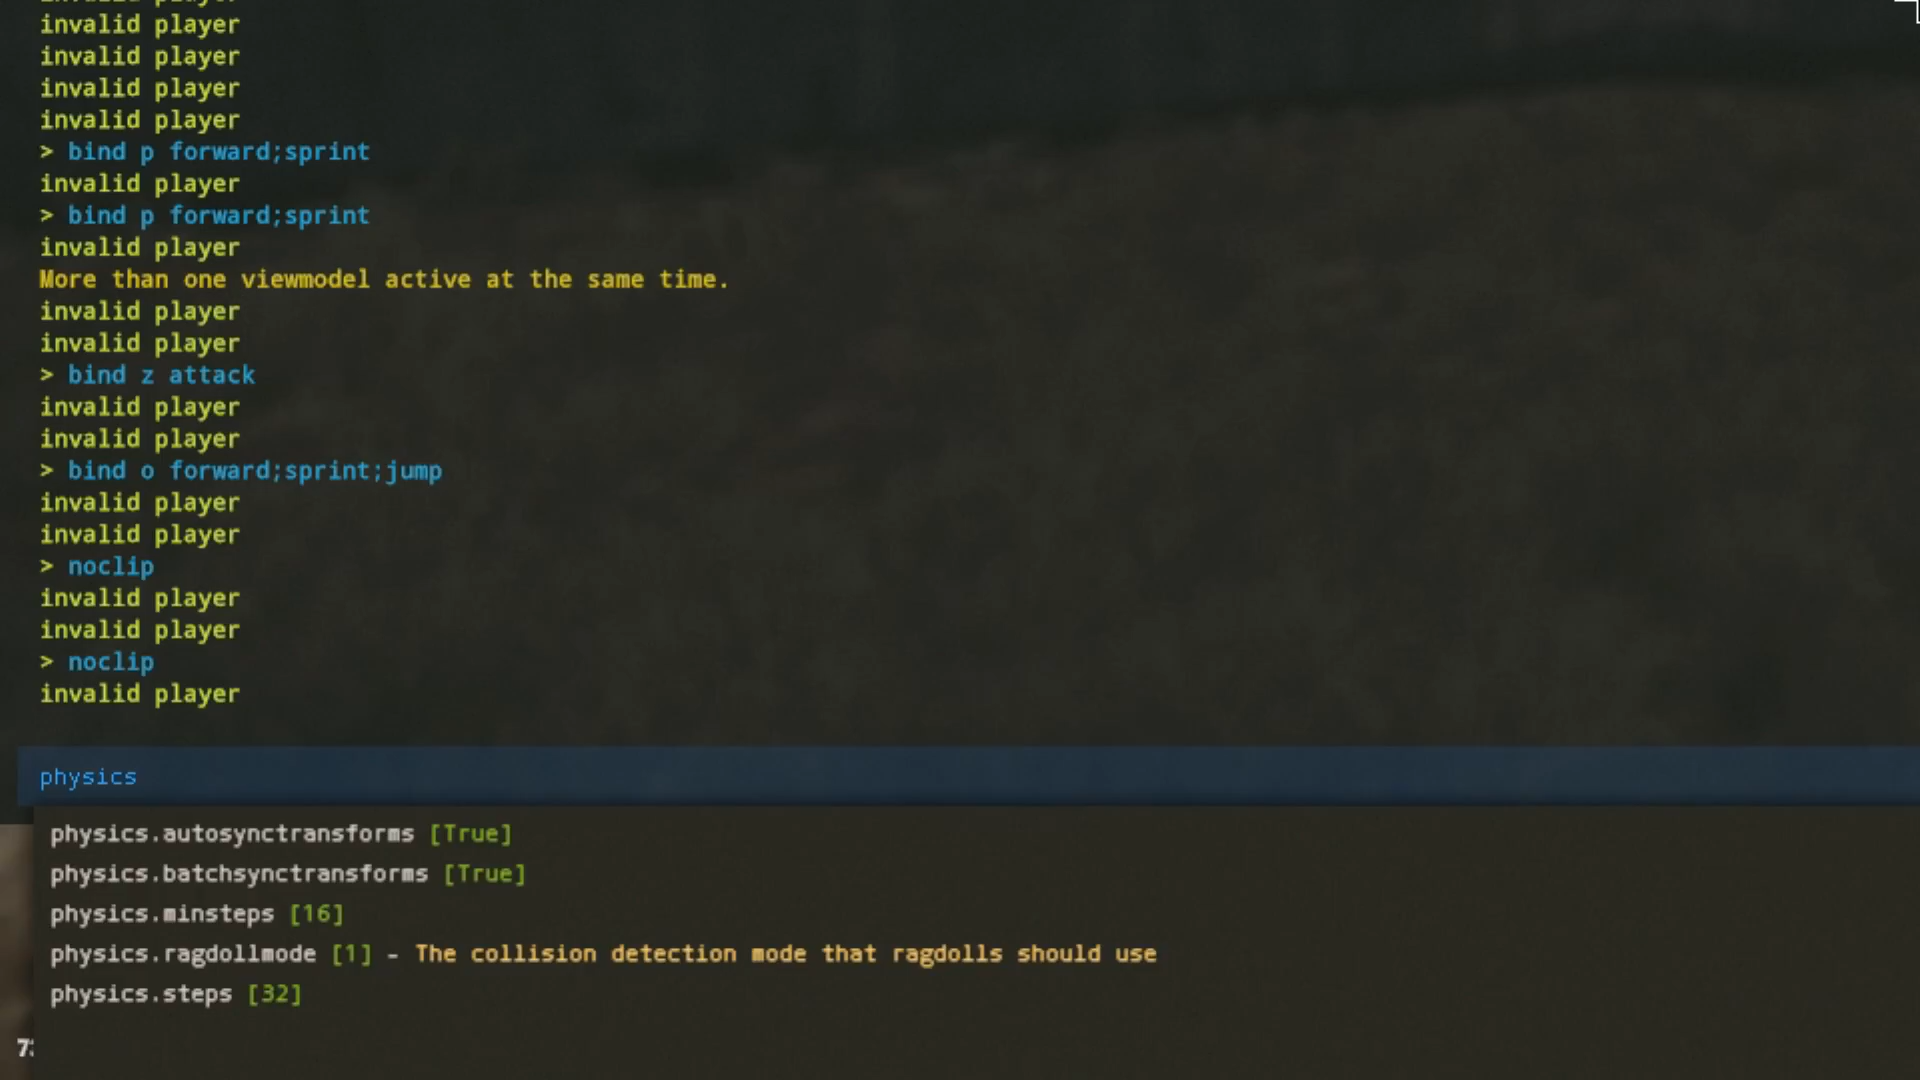 invalid player
invalid player
invalid player
invalid player
invalid player
> bind p forward;sprint
invalid player
> bind p forward;sprint
invalid player
More than one viewmodel active at the same time.
invalid player
invalid player
> bind z attack
invalid player
invalid player
> bind o forward;sprint;jump
invalid player
invalid player
> noclip
invalid player
invalid player
> noclip
invalid player
physics
physics.autosynctransforms [True]
physics.batchsynctransforms [True]
physics.minsteps [16]
physics.ragdollmode [1] - The collision detection mode that ragdolls should use
physics.steps [32]